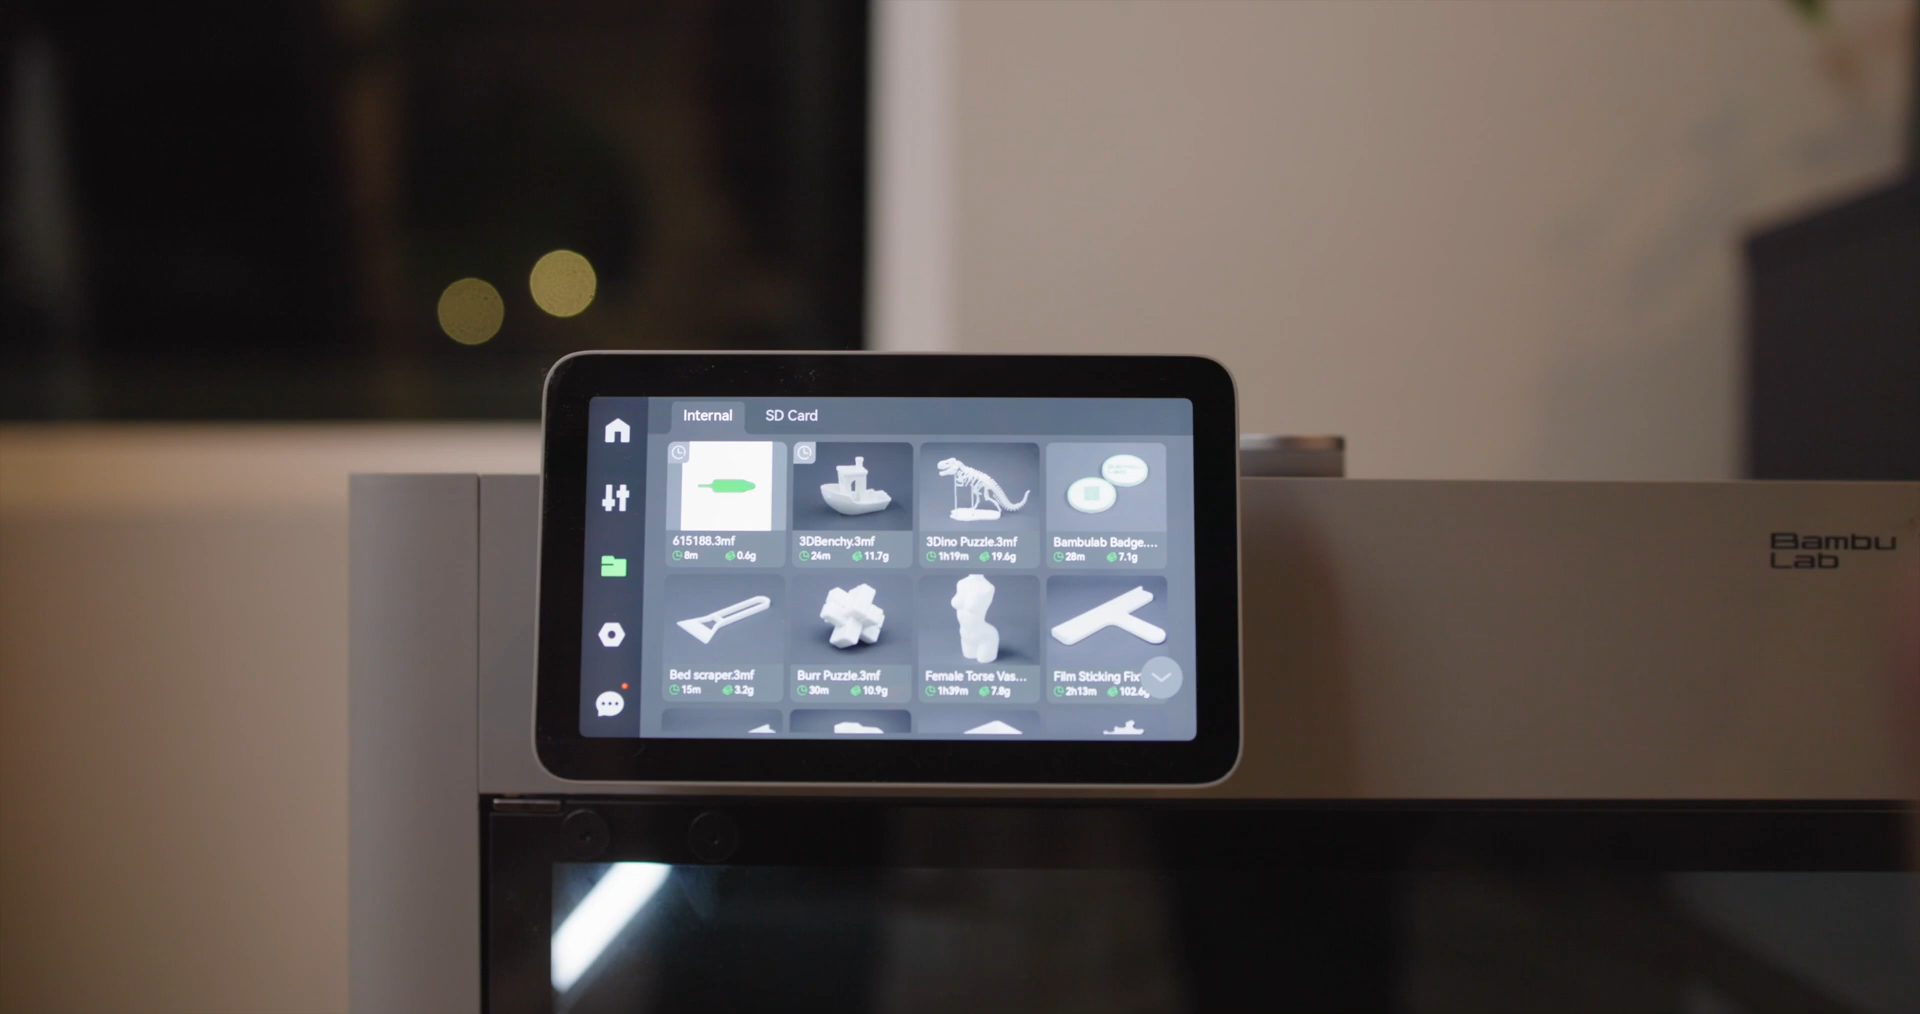 Internal SD Card
615188.3mf 3DBenchy.3mf 3Dino Puzzle.3mf Bambulab Badge....
8m 0.6g 24m 11.7g 1h19m 19.6g 28m 7.1g
Bed scraper.3mf Burr Puzzle.3mf Female Torse Vas... Film Sticking Fix
15m 3.2g 30m 10.9g 1h39m 7.8g 2h13m 102.6g
Bambu
Lab